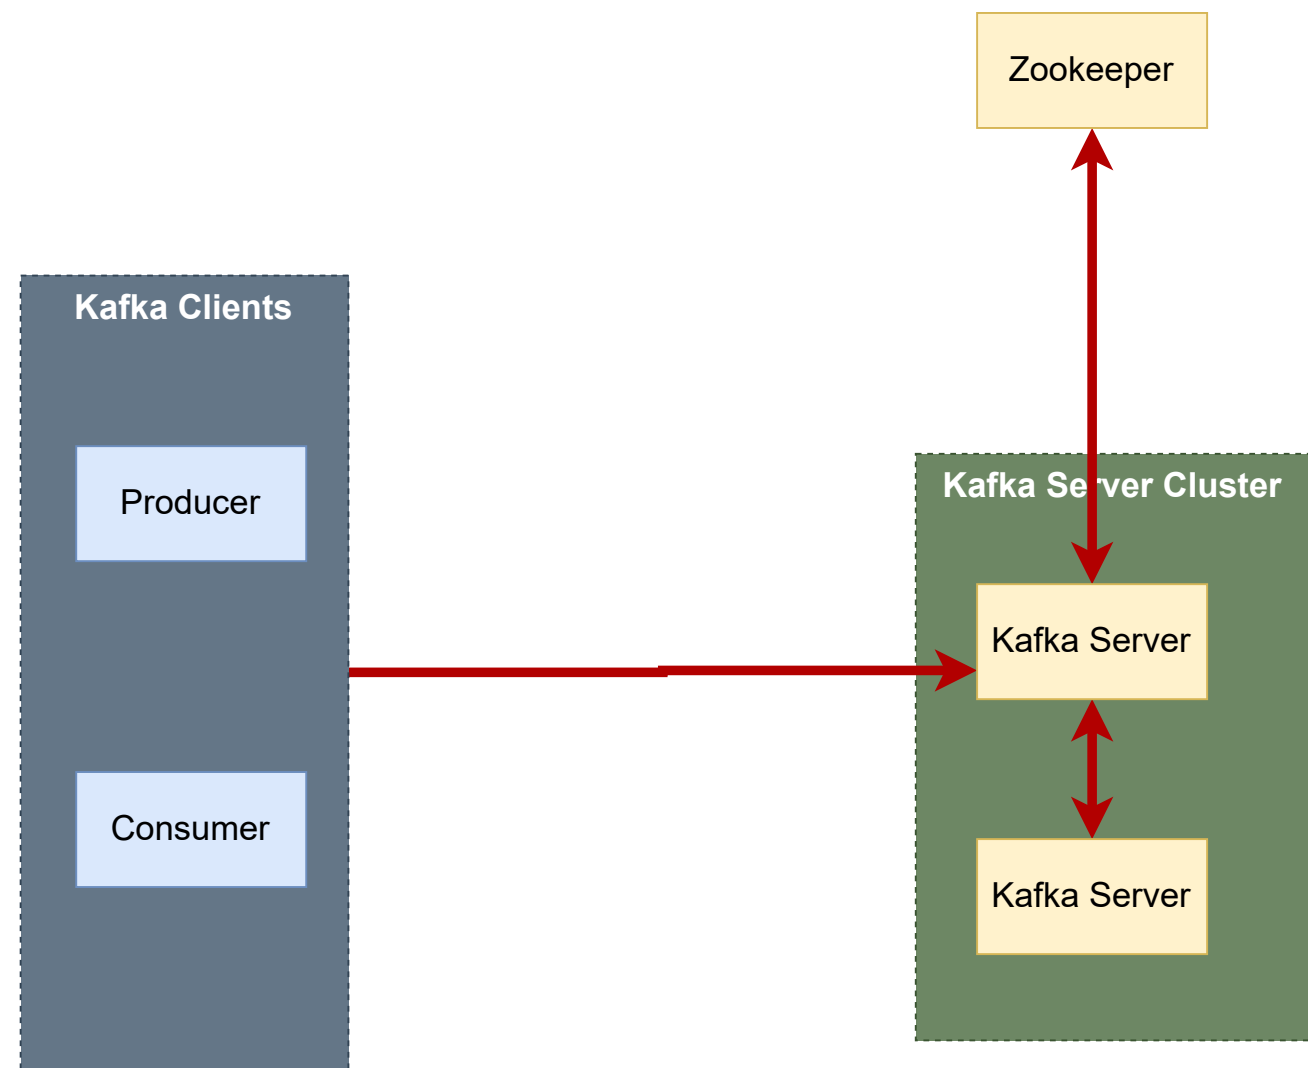 Zookeeper
Kafka Clients
Producer
Consumer
Kafka Server Cluster
Kafka Server
Kafka Server